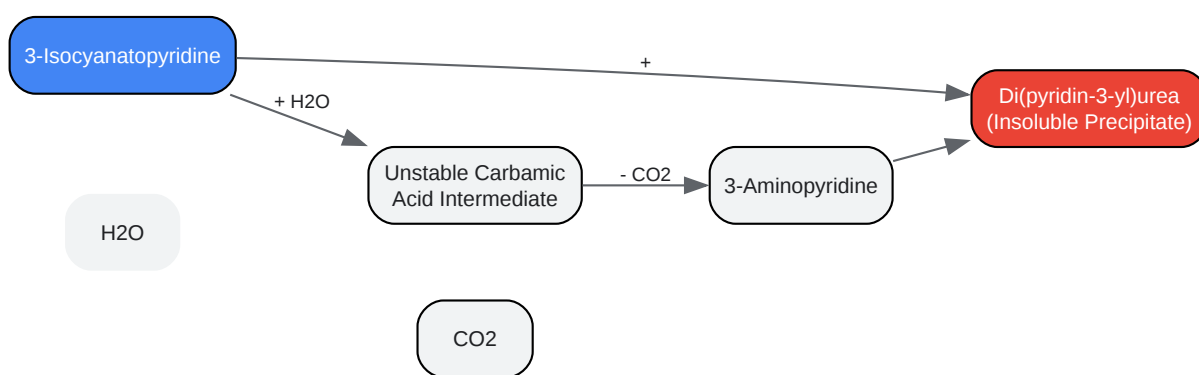 3-Isocyanatopyridine
+
+ H2O
Di(pyridin-3-yl)urea
(Insoluble Precipitate)
Unstable Carbamic
Acid Intermediate
- CO2
3-Aminopyridine
H2O
CO2